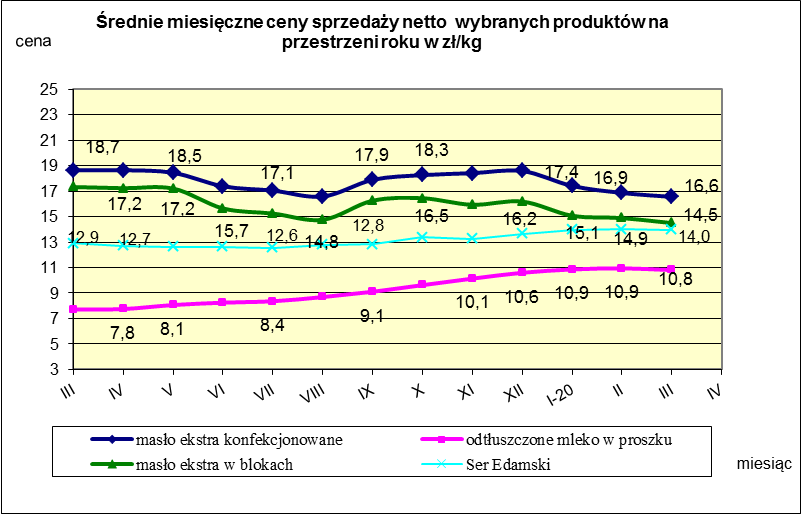 Średnie miesięczne ceny sprzedaży netto wybranych produktów na
przestrzeni roku w zł/kg
cena
25
23
21
19
17
15
13
11
9
7
5
3
18,7 18,5 17,1 17,9 18,3 17,4 16,9 16,6
17,2 17,2 15,7 14,8 16,5 16,2 15,1 14,9 14,5
12,9 12,7 12,6 12,8 14,0
7,8 8,1 8,4 9,1 10,1 10,6 10,9 10,9 10,8
III IV V VI VII VIII IX X XI XII I-20 II III IV
masło ekstra konfekcjonowane odtłuszczone mleko w proszku
masło ekstra w blokach Ser Edamski
miesiąc